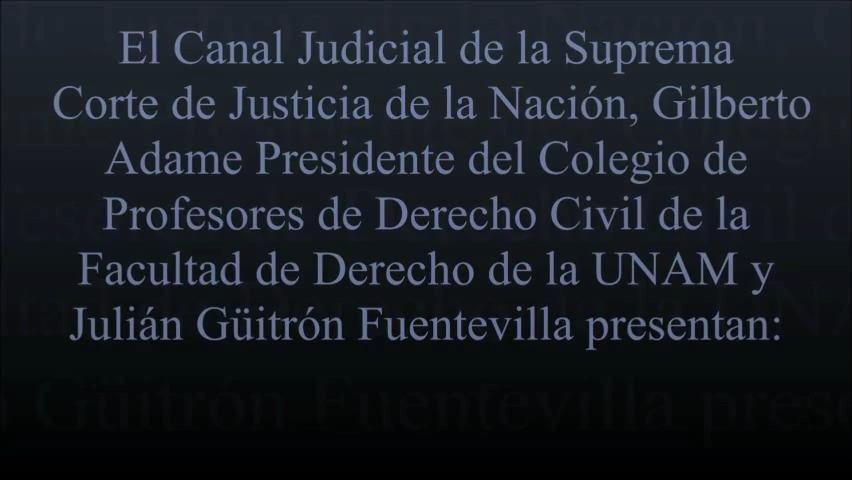 El Canal Judicial de la Suprema
Corte de Justicia de la Nación, Gilberto
Adame Presidente del Colegio de
Profesores de Derecho Civil de la
Facultad de Derecho de la UNAM y
Julián Güitrón Fuentevilla presentan: